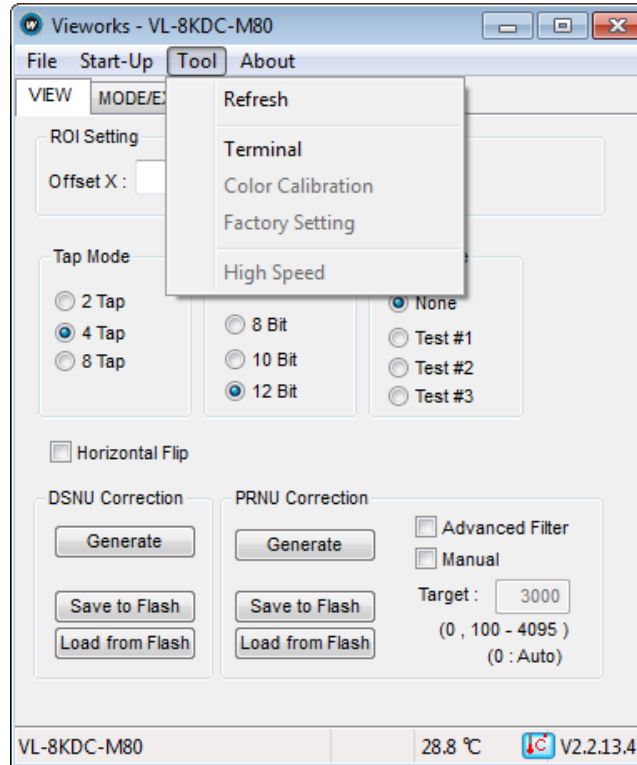 Vieworks - VL-8KDC-M80
File Start-Up Tool About
VIEW MODE/E
Refresh
Terminal
Color Calibration
Factory Setting
High Speed
ROI Setting
Offset X :
Tap Mode
2 Tap
4 Tap
8 Tap
8 Bit
10 Bit
12 Bit
None
Test #1
Test #2
Test #3
Horizontal Flip
DSNU Correction
Generate
Save to Flash
Load from Flash
PRNU Correction
Generate
Save to Flash
Load from Flash
Advanced Filter
Manual
Target : 3000
(0 , 100 - 4095 )
(0 : Auto)
VL-8KDC-M80 28.8 ℃ V2.2.13.4